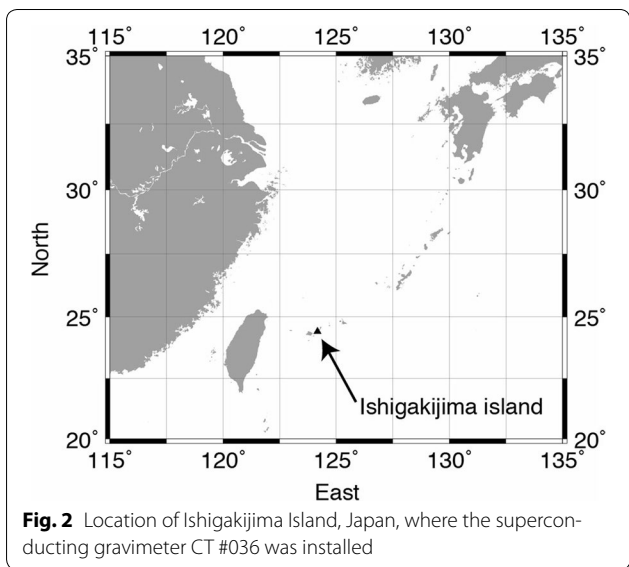 115° 120° 125° 130° 135°
35° 35°
30° 30°
North
25° 25°
Ishigakijima island
20° 20°
115° 120° 125° 130° 135°
East
Fig. 2 Location of Ishigakijima Island, Japan, where the supercon-
ducting gravimeter CT #036 was installed